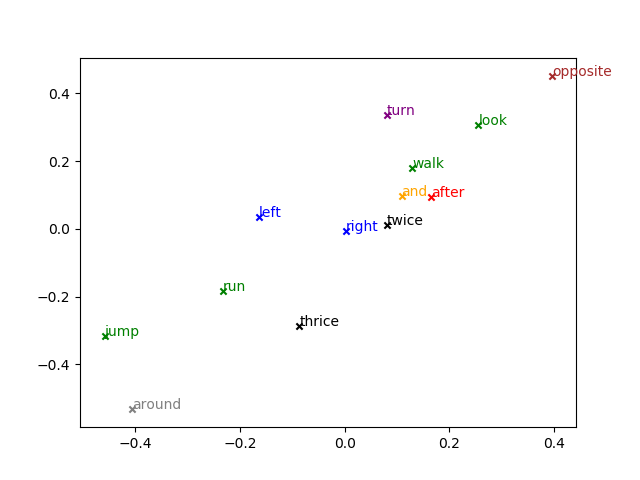 opposite
0.4
turn
look
0.2
walk
and
after
left
twice
0.0
right
run
−0.2
thrice
jump
−0.4
around
−0.4 −0.2 0.0 0.2 0.4